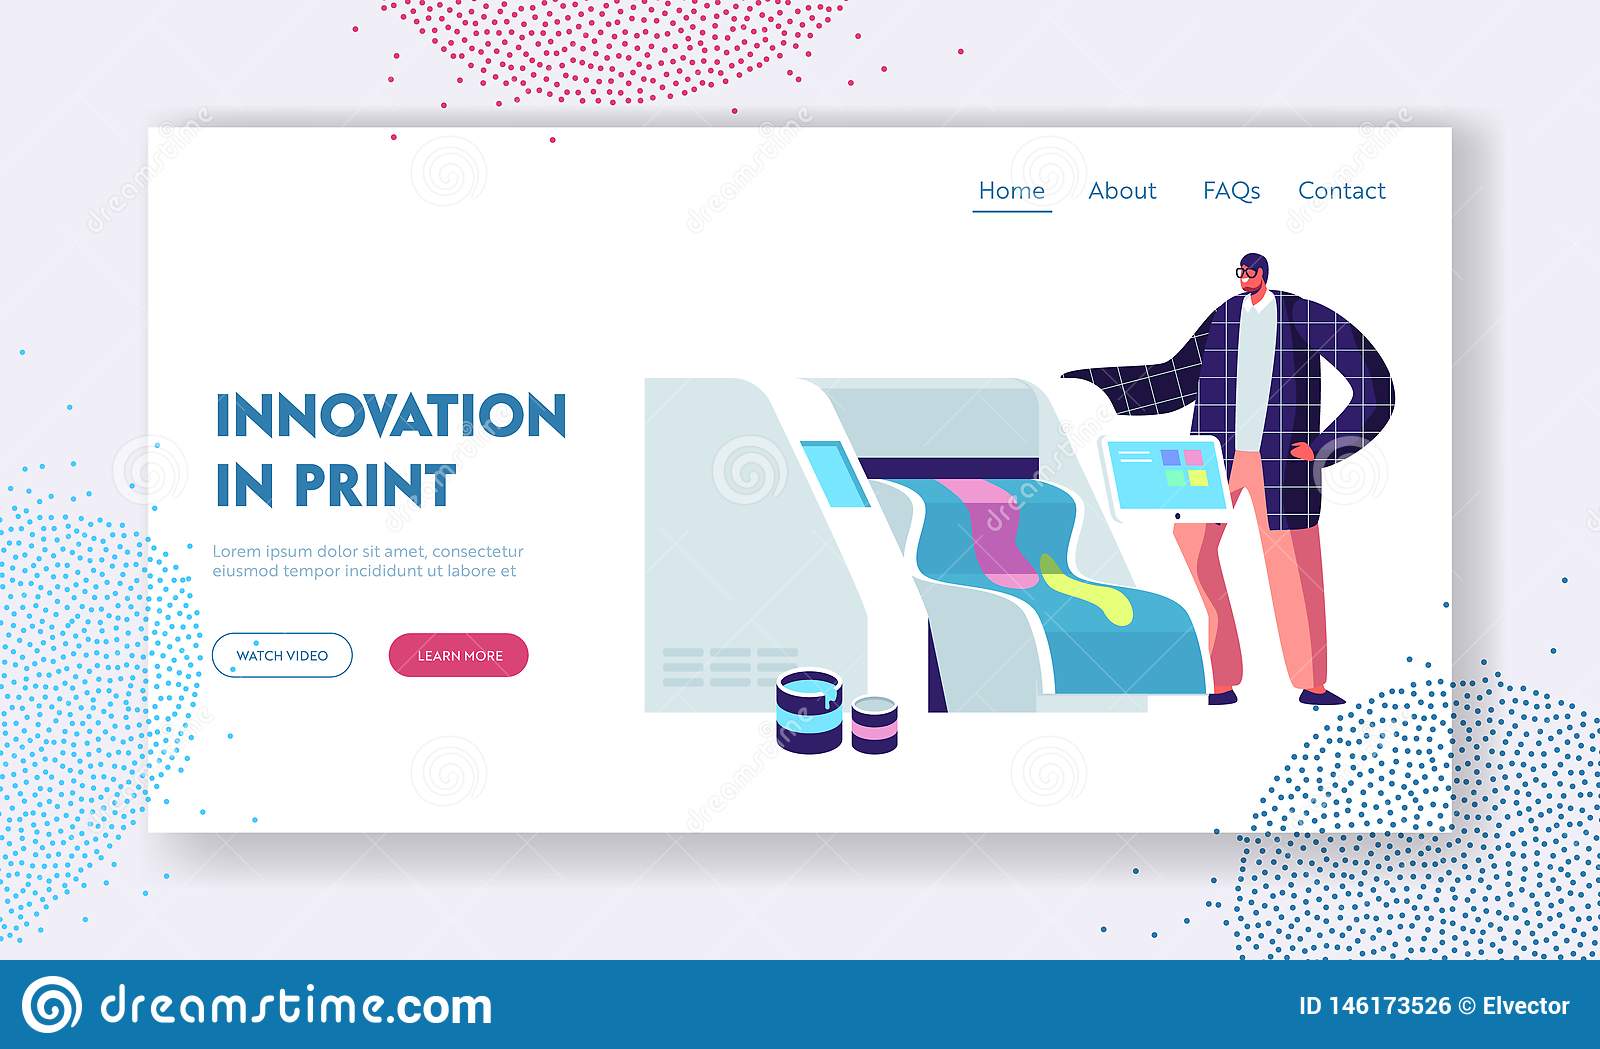 Home About FAQs Contact
INNOVATION
IN PRINT
Lorem ipsum dolor sit amet, consectetur
eiusmod tempor incididunt ut labore et
WATCH VIDEO LEARN MORE
dreamstime.com
ID 146173526 © Elvector